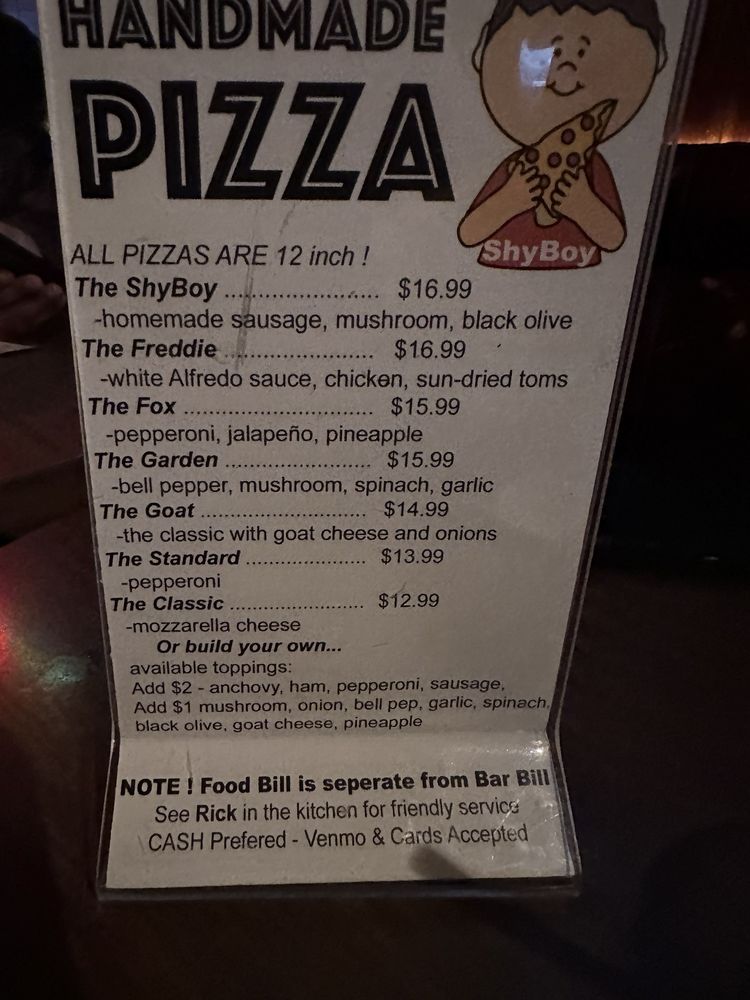 HANDMADE
PIZZA
ShyBoy
ALL PIZZAS ARE 12 inch !
The ShyBoy ........................ $16.99
-homemade sausage, mushroom, black olive
The Freddie ....................... $16.99
-white Alfredo sauce, chicken, sun-dried toms
The Fox ............................. $15.99
-pepperoni, jalapeño, pineapple
The Garden ....................... $15.99
-bell pepper, mushroom, spinach, garlic
The Goat ........................... $14.99
-the classic with goat cheese and onions
The Standard .................... $13.99
-pepperoni
The Classic ....................... $12.99
-mozzarella cheese
Or build your own...
available toppings:
Add $2 - anchovy, ham, pepperoni, sausage,
Add $1 mushroom, onion, bell pep, garlic, spinach,
black olive, goat cheese, pineapple
NOTE ! Food Bill is seperate from Bar Bill
See Rick in the kitchen for friendly service
CASH Prefered - Venmo & Cards Accepted